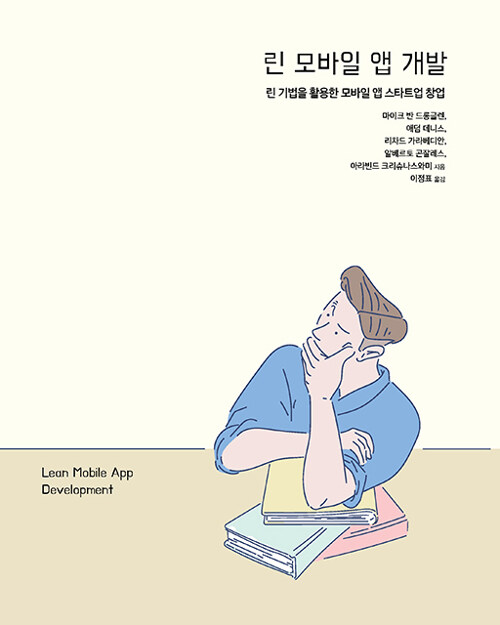 린 모바일 앱 개발
린 기법을 활용한 모바일 앱 스타트업 창업
마이크 반 드롱겔렌,
애덤 데니스,
리차드 가라베디안,
알베르토 곤잘레스,
아라빈드 크리슈나스와미 지음
이정표 옮김
Lean Mobile App
Development